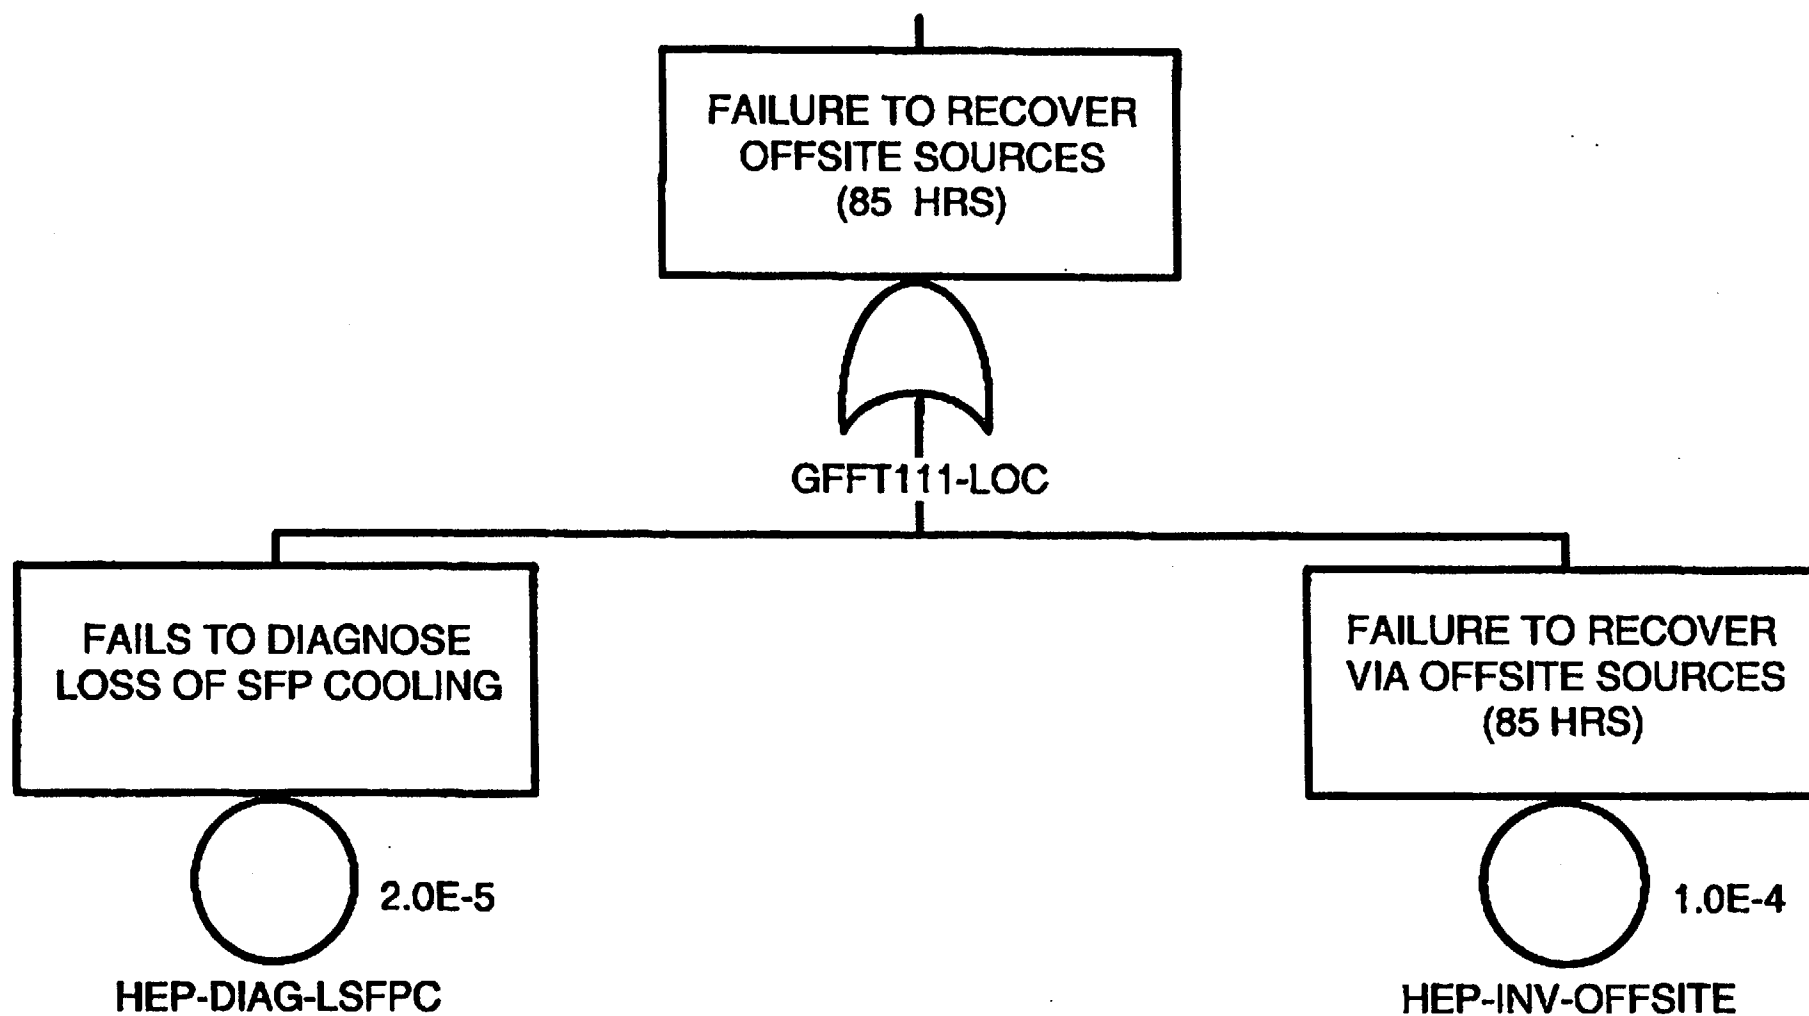 FAILURE TO RECOVER
OFFSITE SOURCES
(85 HRS)
GFFT111-LOC
FAILS TO DIAGNOSE
LOSS OF SFP COOLING
2.0E-5
HEP-DIAG-LSFPC
FAILURE TO RECOVER
VIA OFFSITE SOURCES
(85 HRS)
1.0E-4
HEP-INV-OFFSITE